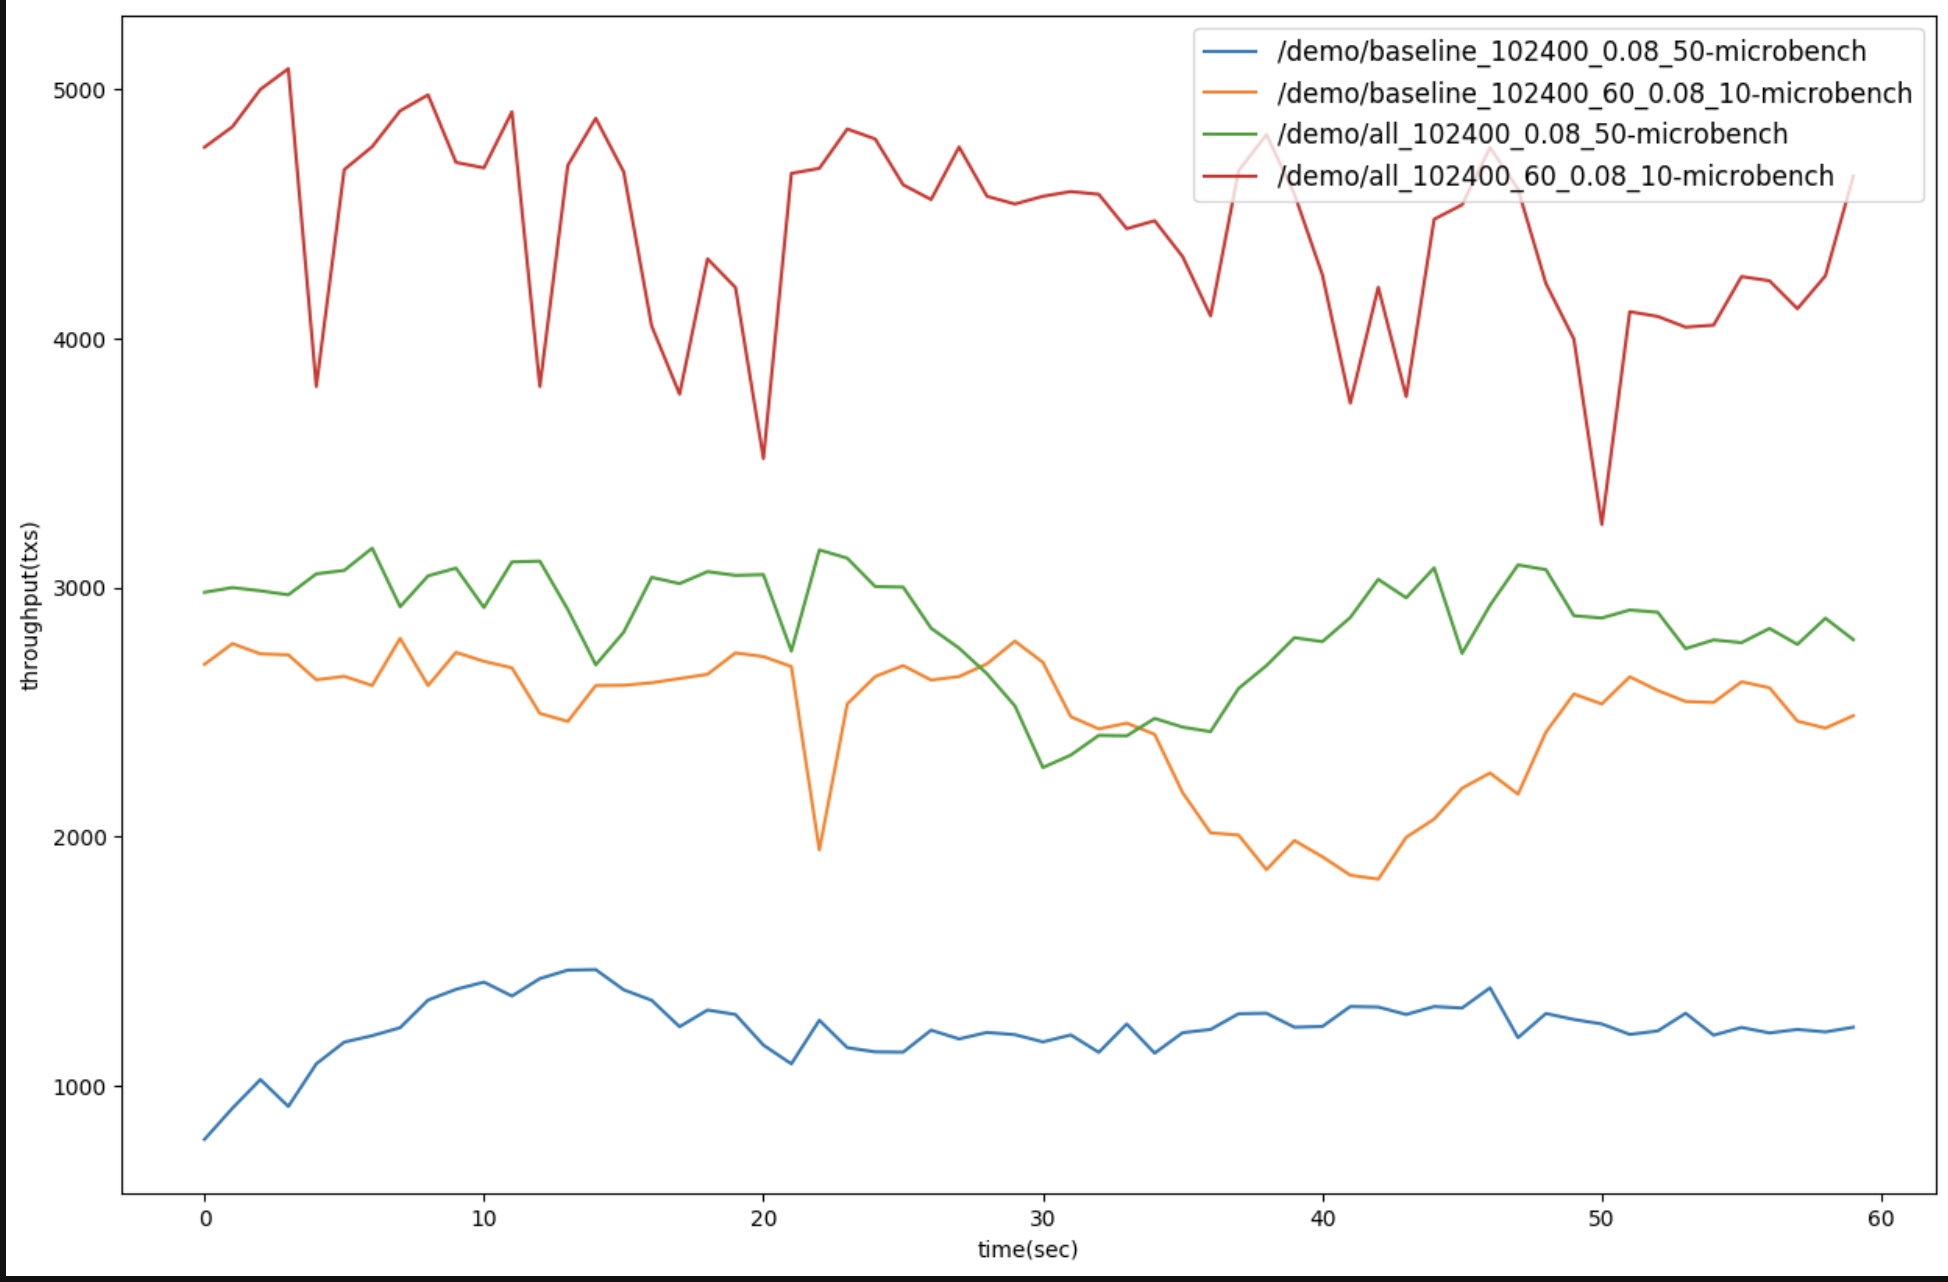 /demo/baseline_102400_0.08_50-microbench
/demo/baseline_102400_60_0.08_10-microbench
/demo/all_102400_0.08_50-microbench
/demo/all_102400_60_0.08_10-microbench
5000
4000
3000
2000
1000
throughput(txs)
0 10 20 30 40 50 60
time(sec)